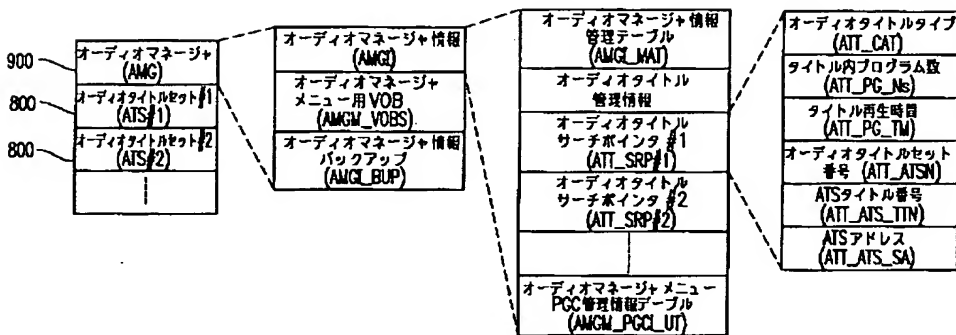 900
800
800
オーディオマネージャ
(AMG)
オーディオタイトルセット#1
(ATS#1)
オーディオタイトルセット#2
(ATS#2)
オーディオマネージャ情報
(AMGI)
オーディオマネージャ
メニュー用VOB
(AMGM_VOBS)
オーディオマネージャ情報
バックアップ
(AMGI_BUP)
オーディオマネージャ情報
管理テーブル
(AMGI_MAT)
オーディオタイトル
管理情報
オーディオタイトル
サーチポインタ #1
(ATT_SRP#1)
オーディオタイトル
サーチポインタ #2
(ATT_SRP#2)
オーディオマネージャメニュー
PGC管理情報テーブル
(AMGM_PGCI_UT)
オーディオタイトルタイプ
(ATT_CAT)
タイトル内プログラム数
(ATT_PG_Ns)
タイトル再生時間
(ATT_PG_TM)
オーディオタイトルセット
番号(ATT_ATSN)
ATSタイトル番号
(ATT_ATS_TTN)
ATSアドレス
(ATT_ATS_SA)